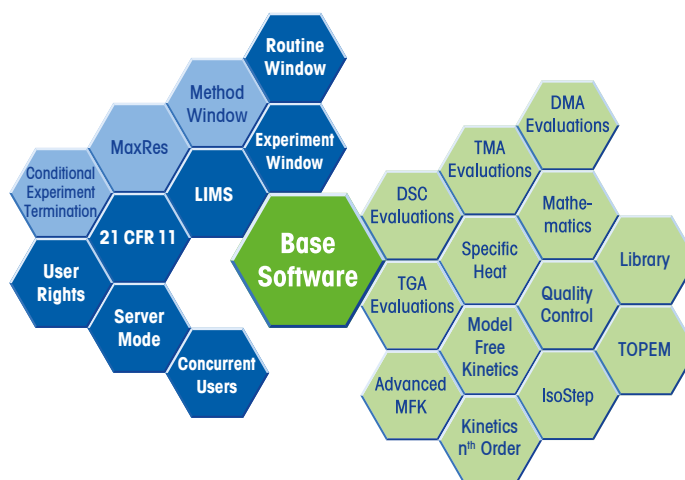 Routine
Window
Method
Window
MaxRes
Experiment
Window
Conditional
Experiment
Termination
LIMS
21 CFR 11
User
Rights
Server
Mode
Concurrent
Users
Base
Software
DMA
Evaluations
TMA
Evaluations
DSC
Evaluations
Mathe-
matics
Specific
Heat
Library
TGA
Evaluations
Quality
Control
Model
Free
Kinetics
TOPEM
Advanced
MFK
IsoStep
Kinetics
nth Order